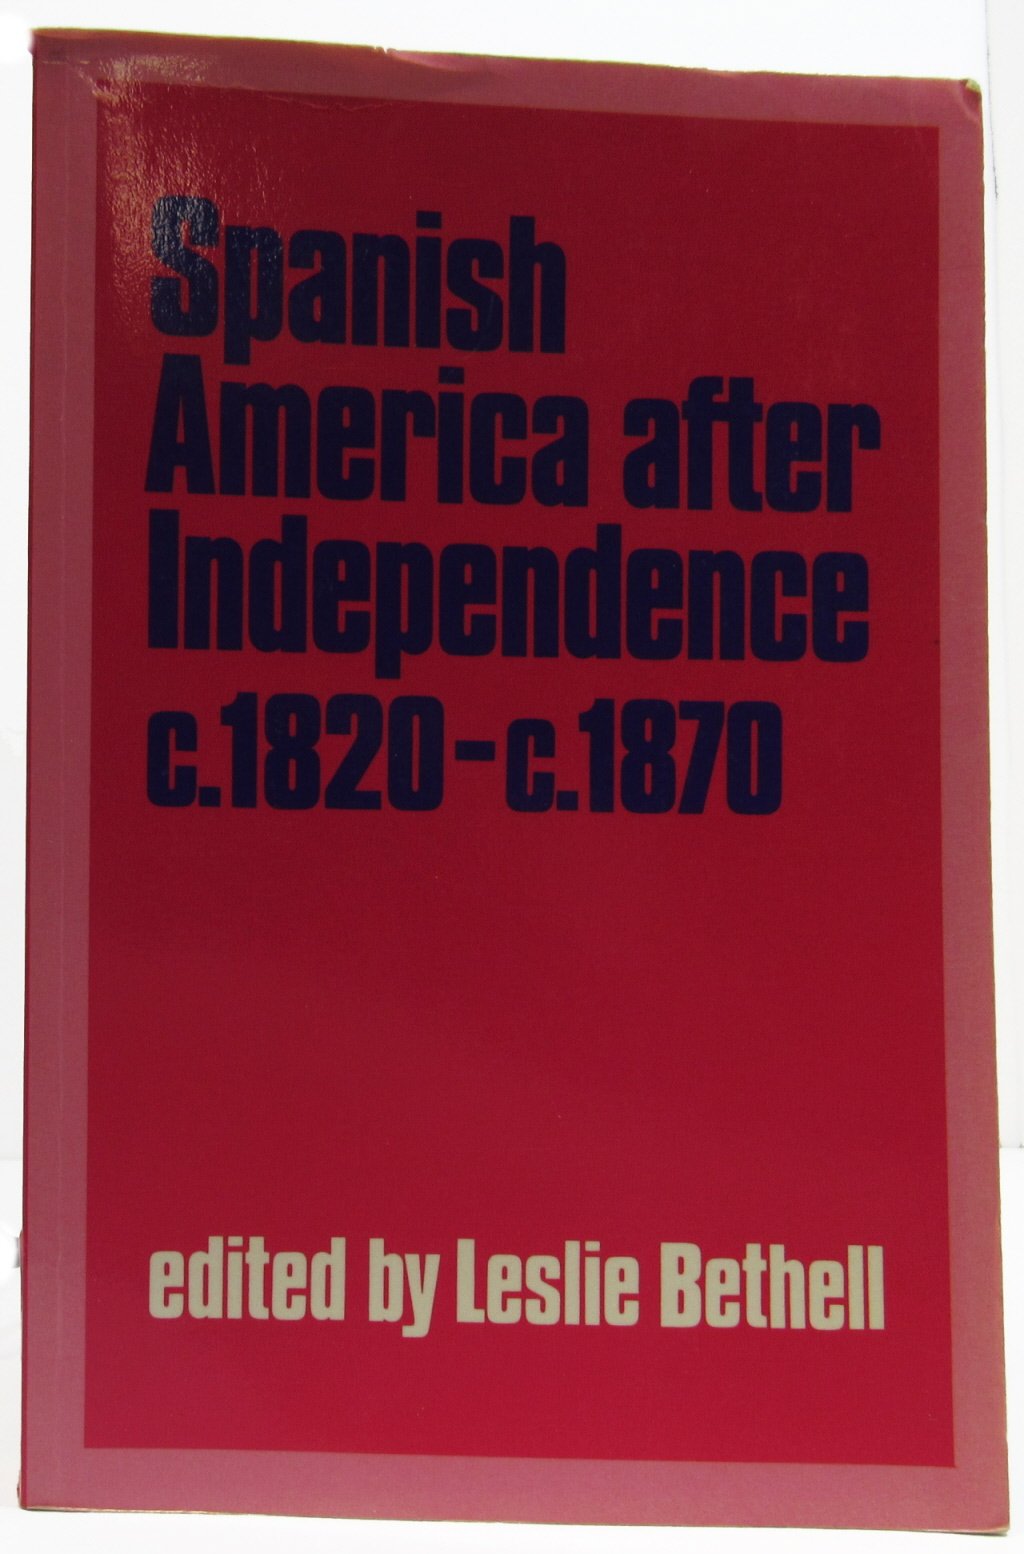 Spanish
America after
Independence
c.1820-c.1870
edited by Leslie Bethell